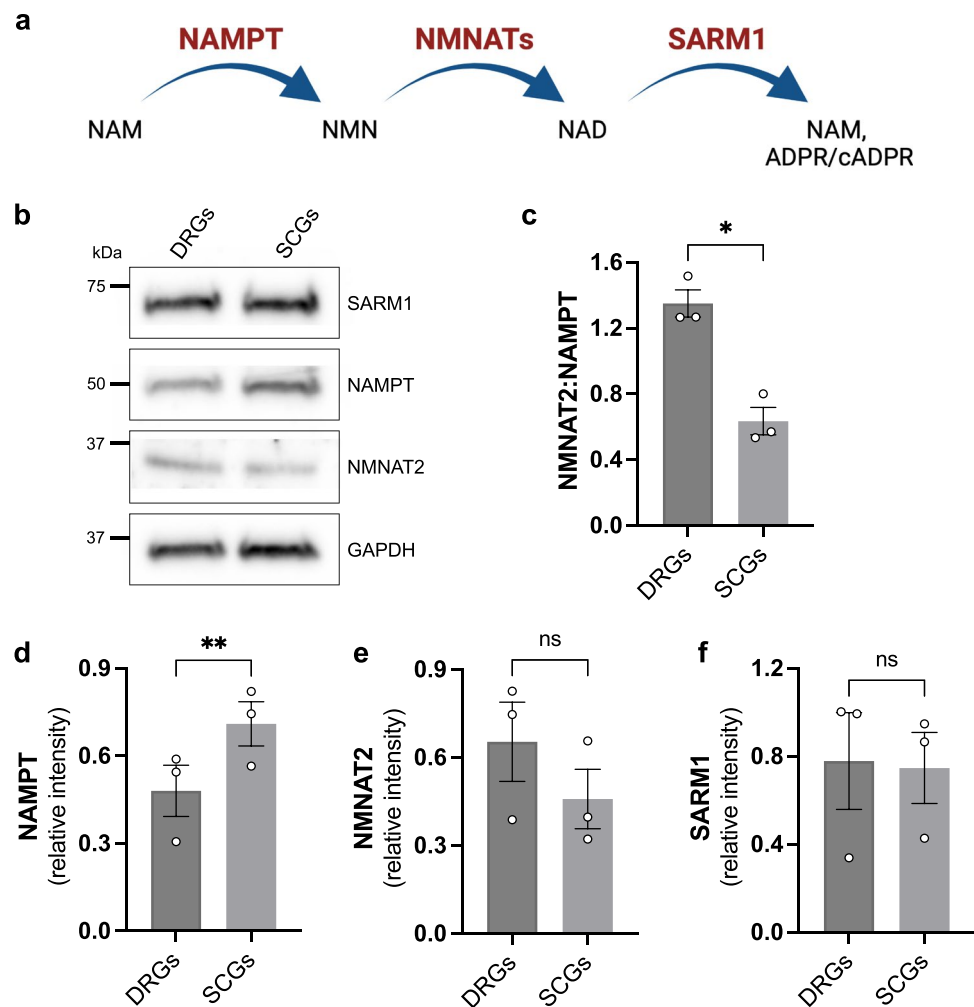 a
NAMPT NMNATs SARM1
NAM NMN NAD NAM,
ADPR/cADPR
b
kDa DRGs SCGs
75 SARM1
50 NAMPT
37 NMNAT2
37 GAPDH
c
*
NMNAT2:NAMPT
1.6
1.2
0.8
0.4
0.0
DRGs SCGs
d
**
NAMPT
(relative intensity)
0.9
0.6
0.3
0.0
DRGs SCGs
e
ns
NMNAT2
(relative intensity)
0.9
0.6
0.3
0.0
DRGs SCGs
f
ns
SARM1
(relative intensity)
1.2
0.8
0.4
0.0
DRGs SCGs